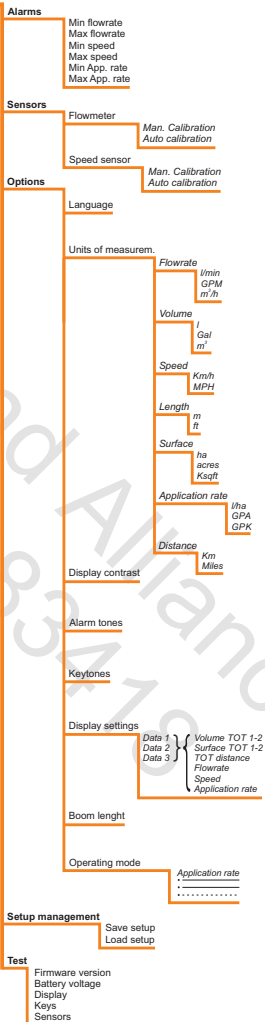 Alarms
Min flowrate
Max flowrate
Min speed
Max speed
Min App. rate
Max App. rate
Sensors
Flowmeter
Man. Calibration
Auto calibration
Speed sensor
Man. Calibration
Auto calibration
Options
Language
Units of measurem.
Flowrate
l/min
GPM
m³/h
Volume
l
Gal
m³
Speed
Km/h
MPH
Length
m
ft
Surface
ha
acres
Ksqft
Application rate
l/ha
GPA
GPK
Distance
Km
Miles
Display contrast
Alarm tones
Keytones
Display settings
Data 1
Data 2
Data 3
Volume TOT 1-2
Surface TOT 1-2
TOT distance
Flowrate
Speed
Application rate
Boom lenght
Operating mode
Application rate
Setup management
Save setup
Load setup
Test
Firmware version
Battery voltage
Display
Keys
Sensors